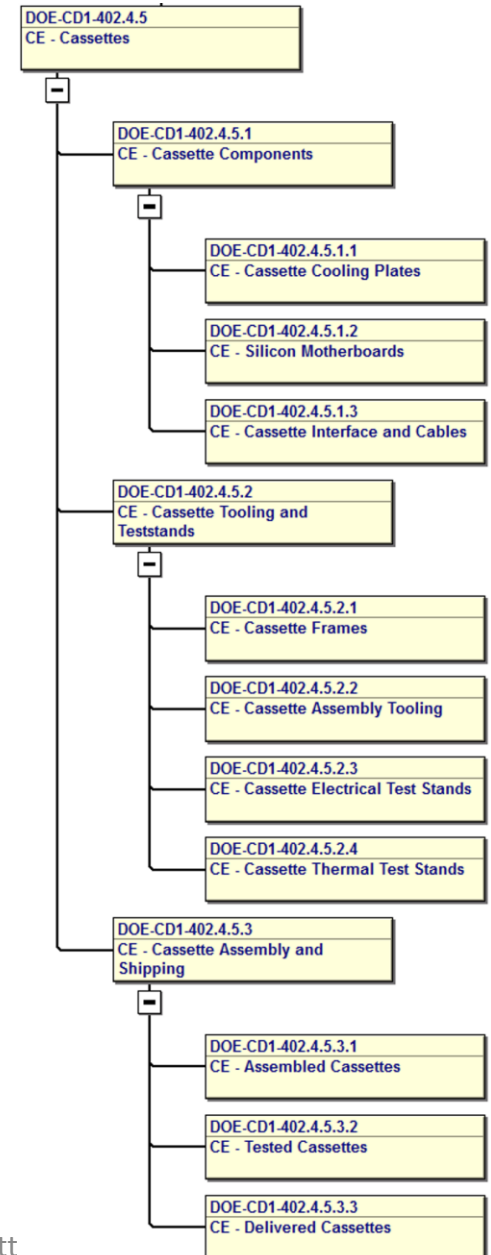 DOE-CD1-402.4.5
CE - Cassettes
DOE-CD1-402.4.5.1
CE - Cassette Components
DOE-CD1-402.4.5.1.1
CE - Cassette Cooling Plates
DOE-CD1-402.4.5.1.2
CE - Silicon Motherboards
DOE-CD1-402.4.5.1.3
CE - Cassette Interface and Cables
DOE-CD1-402.4.5.2
CE - Cassette Tooling and
Teststands
DOE-CD1-402.4.5.2.1
CE - Cassette Frames
DOE-CD1-402.4.5.2.2
CE - Cassette Assembly Tooling
DOE-CD1-402.4.5.2.3
CE - Cassette Electrical Test Stands
DOE-CD1-402.4.5.2.4
CE - Cassette Thermal Test Stands
DOE-CD1-402.4.5.3
CE - Cassette Assembly and
Shipping
DOE-CD1-402.4.5.3.1
CE - Assembled Cassettes
DOE-CD1-402.4.5.3.2
CE - Tested Cassettes
DOE-CD1-402.4.5.3.3
CE - Delivered Cassettes